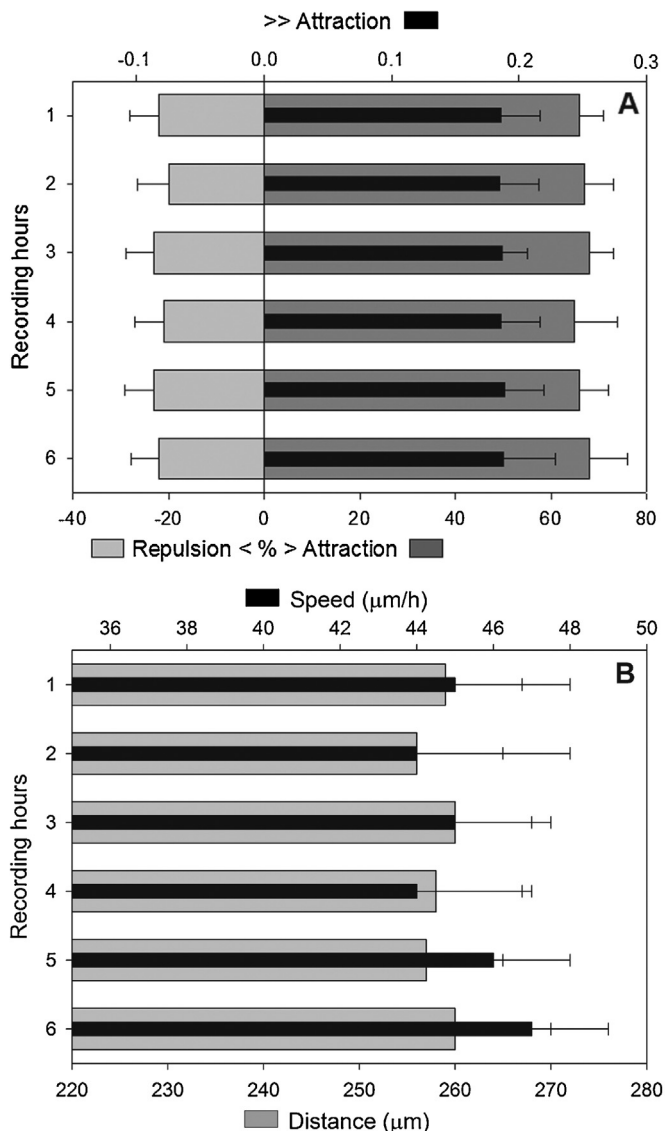 >> Attraction
-0.1 0.0 0.1 0.2 0.3
A
Recording hours
1
2
3
4
5
6
-40 -20 0 20 40 60 80
Repulsion < % > Attraction
Speed (μm/h)
36 38 40 42 44 46 48 50
B
Recording hours
1
2
3
4
5
6
220 230 240 250 260 270 280
Distance (μm)